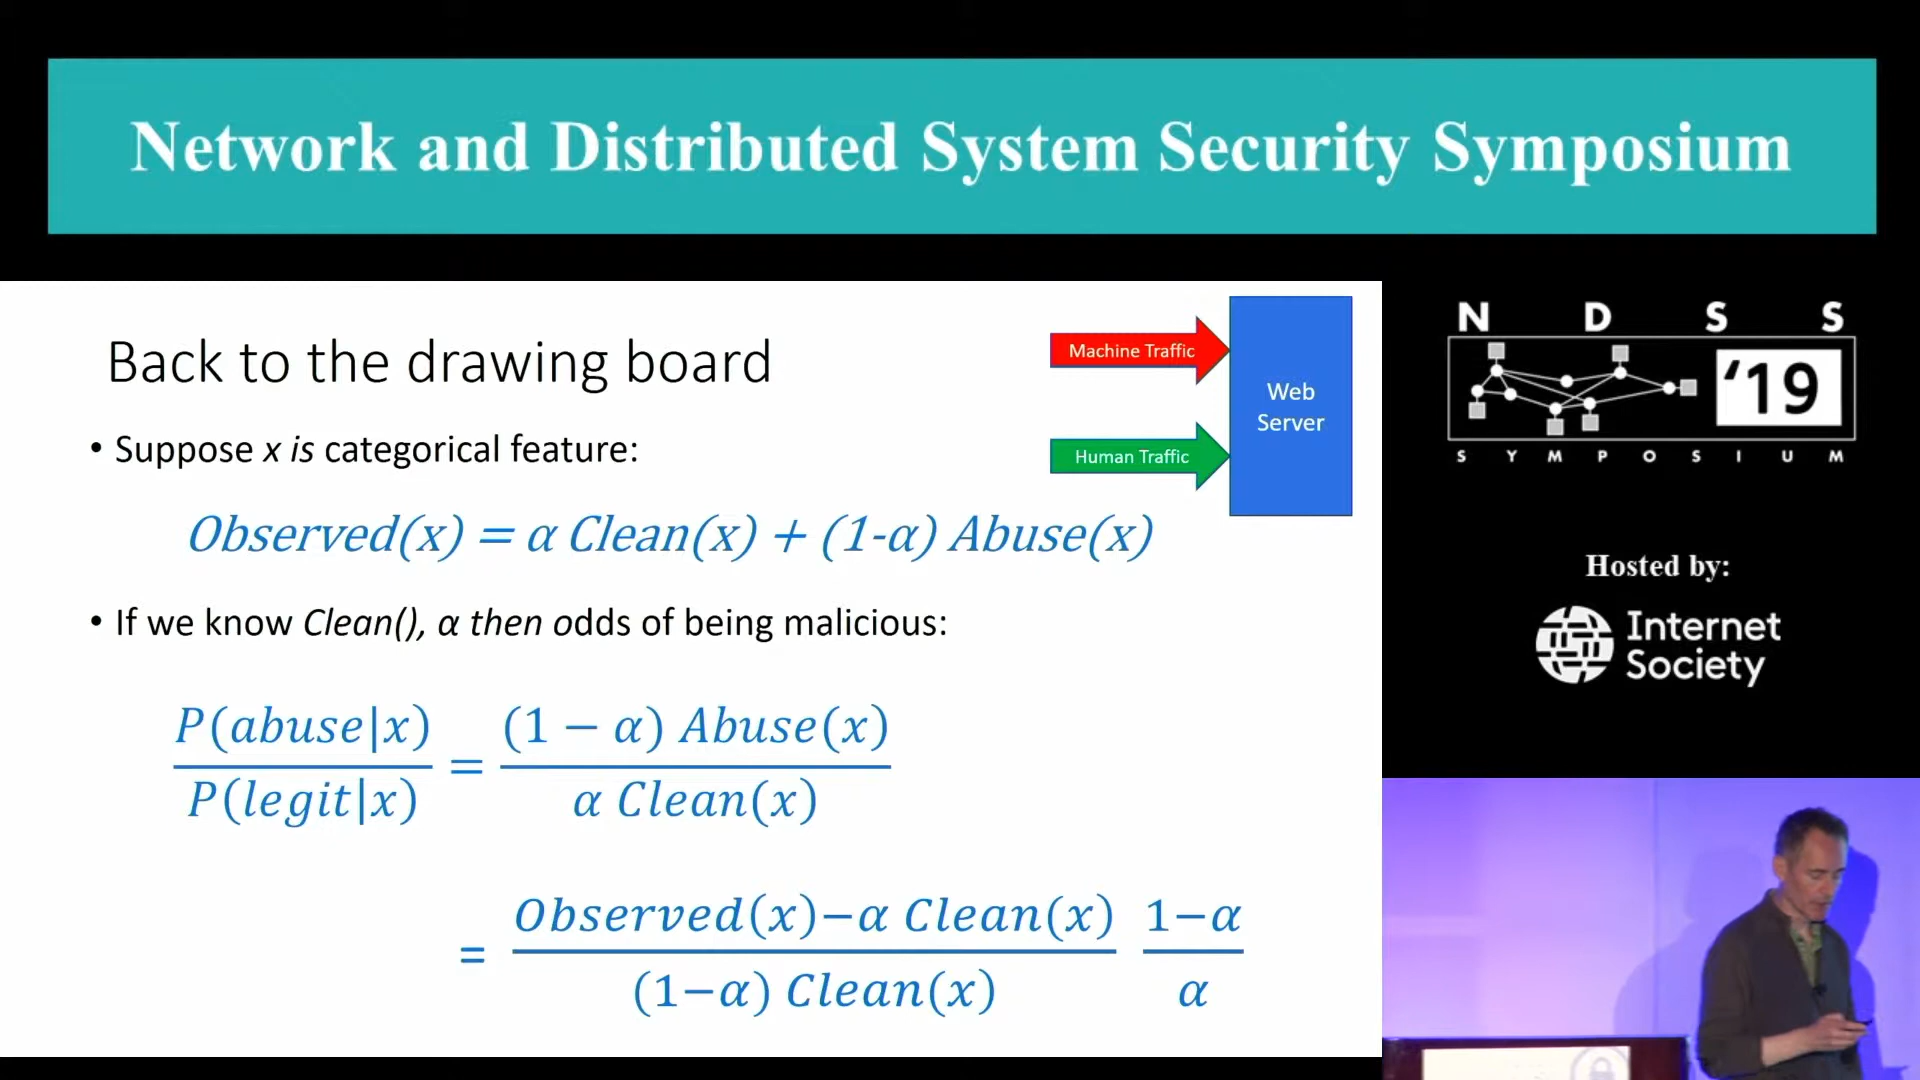 Network and Distributed System Security Symposium
Back to the drawing board
Machine Traffic
Human Traffic
Web
Server
• Suppose x is categorical feature:
Observed(x) = α Clean(x) + (1-α) Abuse(x)
• If we know Clean(), α then odds of being malicious:
P(abuse|x) / P(legit|x) = (1 − α) Abuse(x) / α Clean(x)
= Observed(x)−α Clean(x) / (1−α) Clean(x) 1−α / α
N D S S
'19
S Y M P O S I U M
Hosted by:
Internet
Society